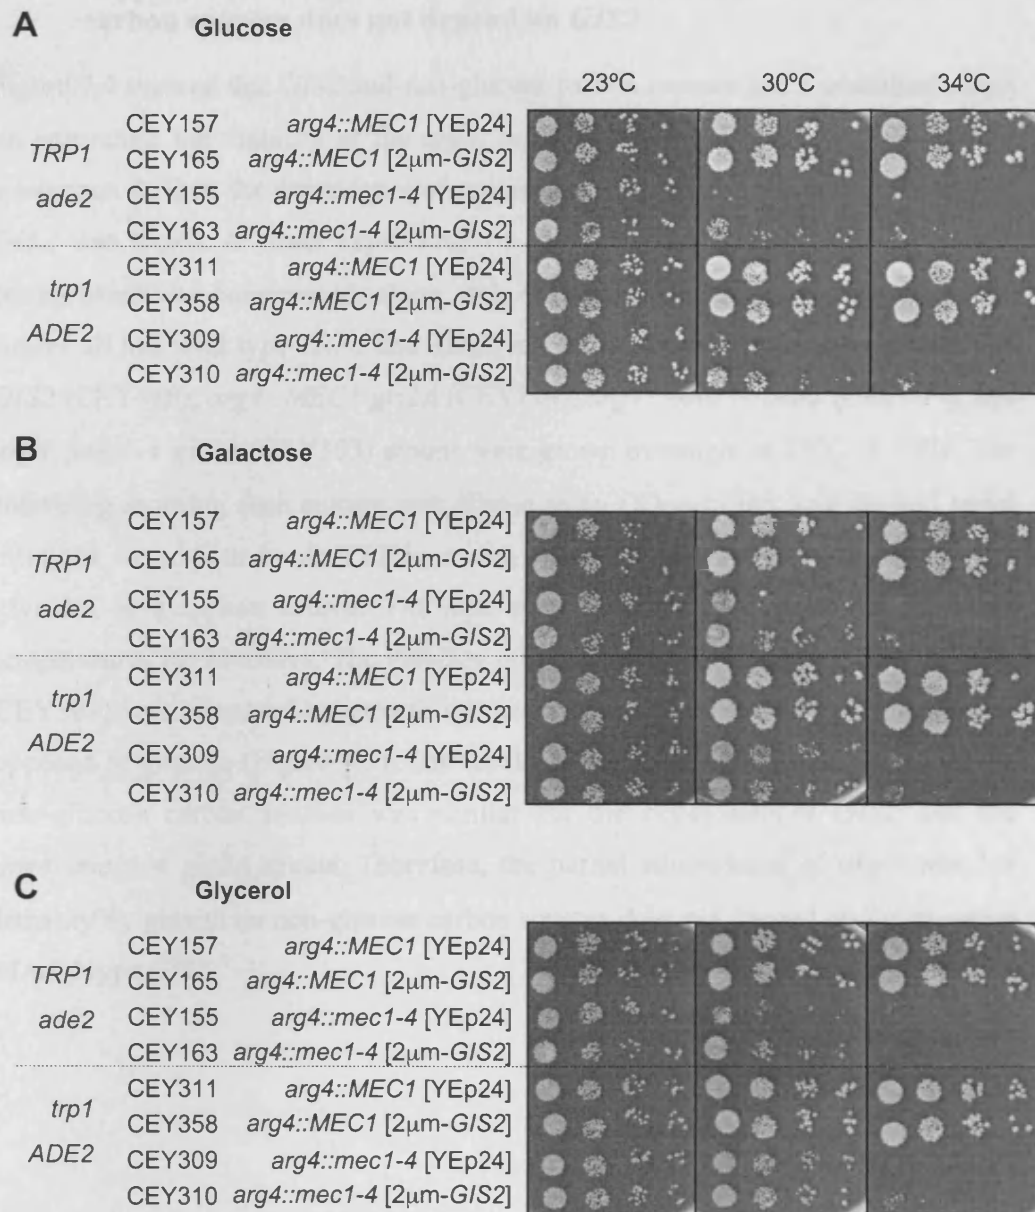 A Glucose
23ºC 30ºC 34ºC
CEY157 arg4::MEC1 [YEp24]
TRP1 CEY165 arg4::MEC1 [2µm-GIS2]
ade2 CEY155 arg4::mec1-4 [YEp24]
CEY163 arg4::mec1-4 [2µm-GIS2]
CEY311 arg4::MEC1 [YEp24]
trp1 CEY358 arg4::MEC1 [2µm-GIS2]
ADE2 CEY309 arg4::mec1-4 [YEp24]
CEY310 arg4::mec1-4 [2µm-GIS2]
B Galactose
CEY157 arg4::MEC1 [YEp24]
TRP1 CEY165 arg4::MEC1 [2µm-GIS2]
ade2 CEY155 arg4::mec1-4 [YEp24]
CEY163 arg4::mec1-4 [2µm-GIS2]
CEY311 arg4::MEC1 [YEp24]
trp1 CEY358 arg4::MEC1 [2µm-GIS2]
ADE2 CEY309 arg4::mec1-4 [YEp24]
CEY310 arg4::mec1-4 [2µm-GIS2]
C Glycerol
CEY157 arg4::MEC1 [YEp24]
TRP1 CEY165 arg4::MEC1 [2µm-GIS2]
ade2 CEY155 arg4::mec1-4 [YEp24]
CEY163 arg4::mec1-4 [2µm-GIS2]
CEY311 arg4::MEC1 [YEp24]
trp1 CEY358 arg4::MEC1 [2µm-GIS2]
ADE2 CEY309 arg4::mec1-4 [YEp24]
CEY310 arg4::mec1-4 [2µm-GIS2]